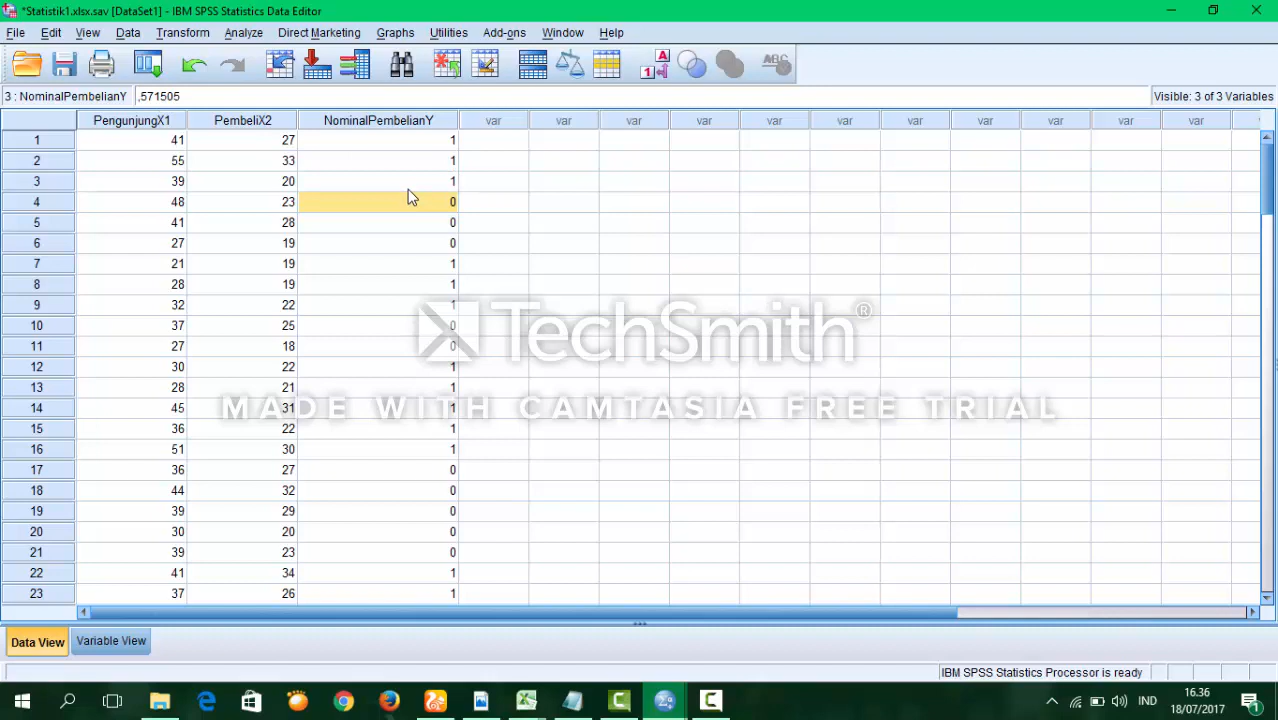 *Statistik1.xlsx.sav [DataSet1] - IBM SPSS Statistics Data Editor
File Edit View Data Transform Analyze Direct Marketing Graphs Utilities Add-ons Window Help
3 : NominalPembelianY ,571505 Visible: 3 of 3 Variables
PengunjungX1 PembeliX2 NominalPembelianY var var var var var var var var var var var
1 41 27 1
2 55 33 1
3 39 20 1
4 48 23 0
5 41 28 0
6 27 19 0
7 21 19 1
8 28 19 1
9 32 22 1
10 37 25 0
11 27 18 0
12 30 22 1
13 28 21 1
14 45 31 1
15 36 22 1
16 51 30 1
17 36 27 0
18 44 32 0
19 39 29 0
20 30 20 0
21 39 23 0
22 41 34 1
23 37 26 1
TechSmith®
MADE WITH CAMTASIA FREE TRIAL
Data View Variable View
IBM SPSS Statistics Processor is ready
IND 16.36
18/07/2017